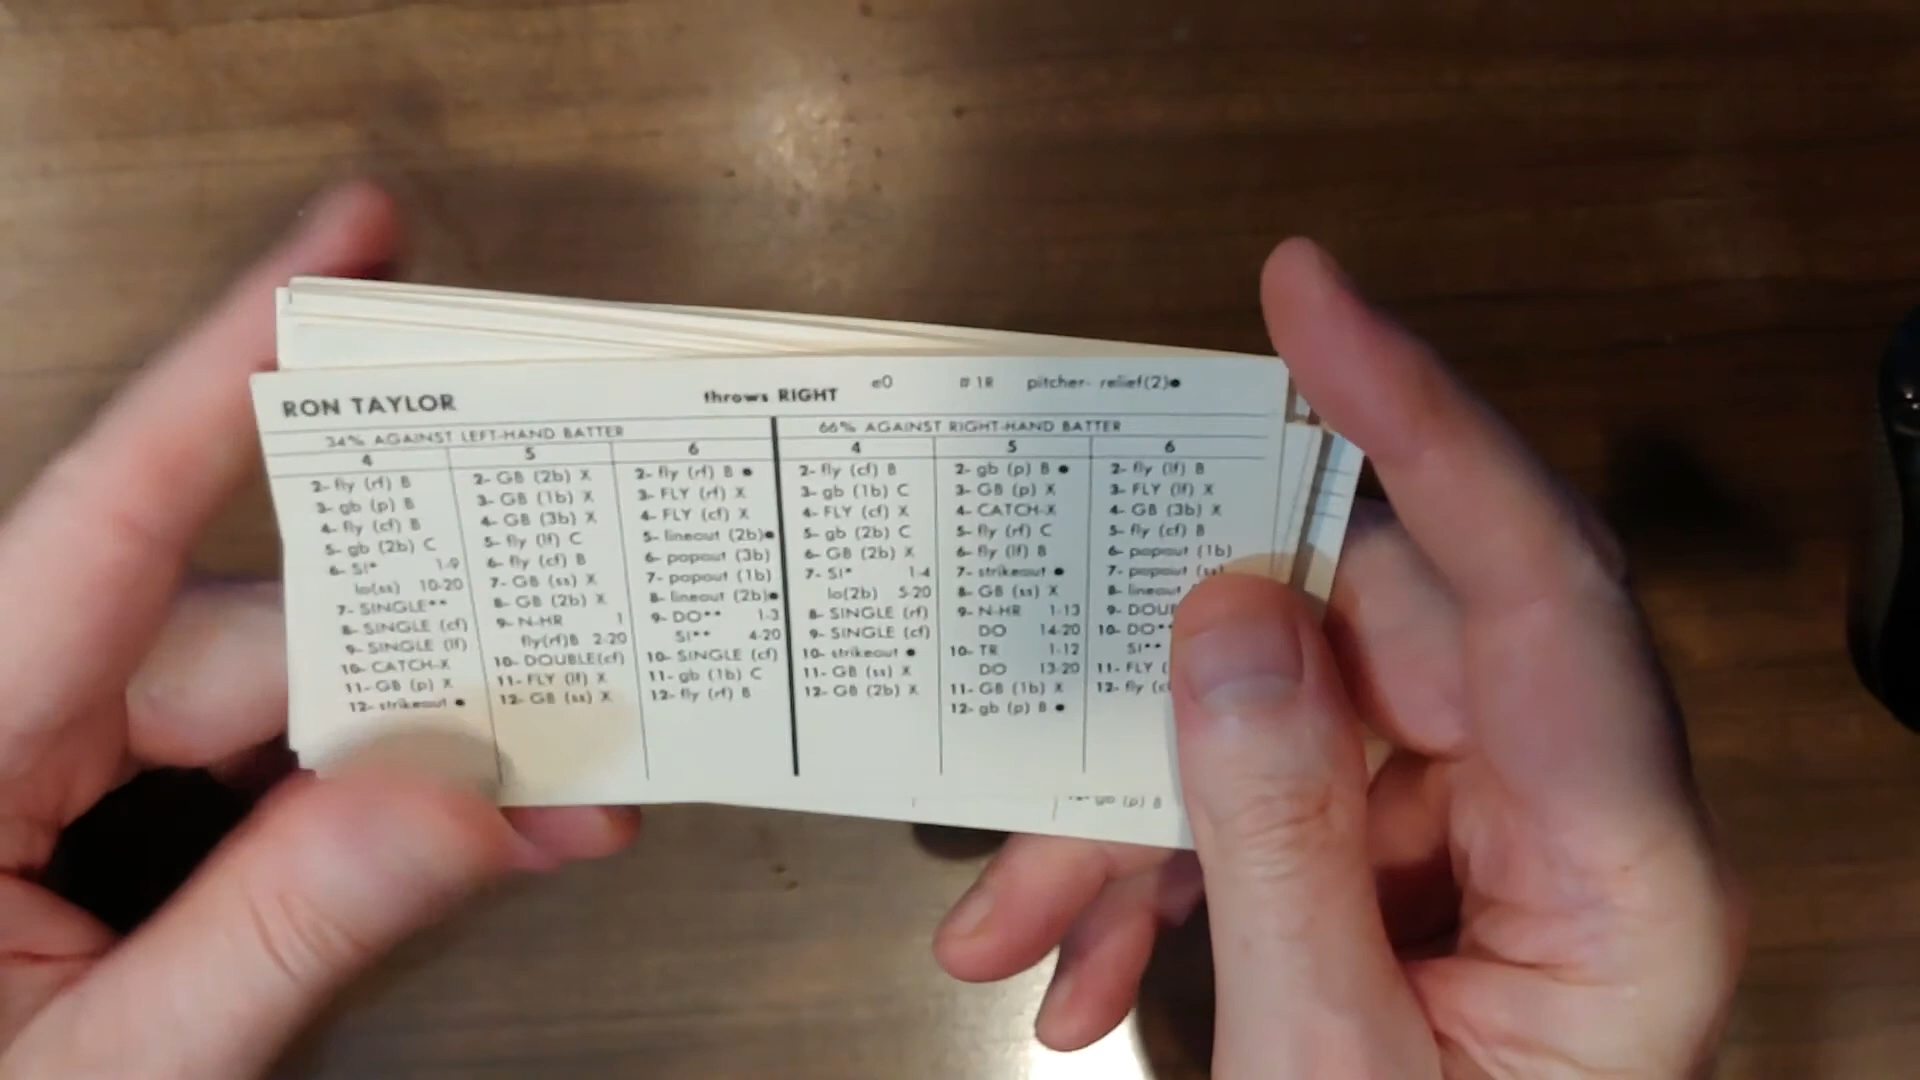 RON TAYLOR throws RIGHT e0 #1R pitcher- relief(2)●
34% AGAINST LEFT-HAND BATTER
4
2- fly (rf) B
3- gb (p) B
4- fly (cf) B
5- gb (2b) C
6- SI* 1-9
lo(ss) 10-20
7- SINGLE**
8- SINGLE (cf)
9- SINGLE (lf)
10- CATCH-X
11- GB (p) X
12- strikeout ●
5
2- GB (2b) X
3- GB (1b) X
4- GB (3b) X
5- fly (lf) C
6- fly (cf) B
7- GB (ss) X
8- GB (2b) X
9- N-HR 1
fly(rf)B 2-20
10- DOUBLE(cf)
11- FLY (lf) X
12- GB (ss) X
6
2- fly (rf) B ●
3- FLY (rf) X
4- FLY (cf) X
5- lineout (2b)●
6- popout (3b)
7- popout (1b)
8- lineout (2b)●
9- DO** 1-3
SI** 4-20
10- SINGLE (cf)
11- gb (1b) C
12- fly (rf) B
66% AGAINST RIGHT-HAND BATTER
4
2- fly (cf) B
3- gb (1b) C
4- FLY (cf) X
5- gb (2b) C
6- GB (2b) X
7- SI* 1-4
lo(2b) 5-20
8- SINGLE (rf)
9- SINGLE (cf)
10- strikeout ●
11- GB (ss) X
12- GB (2b) X
5
2- gb (p) B ●
3- GB (p) X
4- CATCH-X
5- fly (rf) C
6- fly (lf) B
7- strikeout ●
8- GB (ss) X
9- N-HR 1-13
DO 14-20
10- TR 1-12
DO 13-20
11- GB (1b) X
12- gb (p) B ●
6
2- fly (lf) B
3- FLY (lf) X
4- GB (3b) X
5- fly (cf) B
6- popout (1b)
7- popout (ss)
8- lineout
9- DOU
10- DO**
SI**
11- FLY (
12- fly (c
gb (p) B